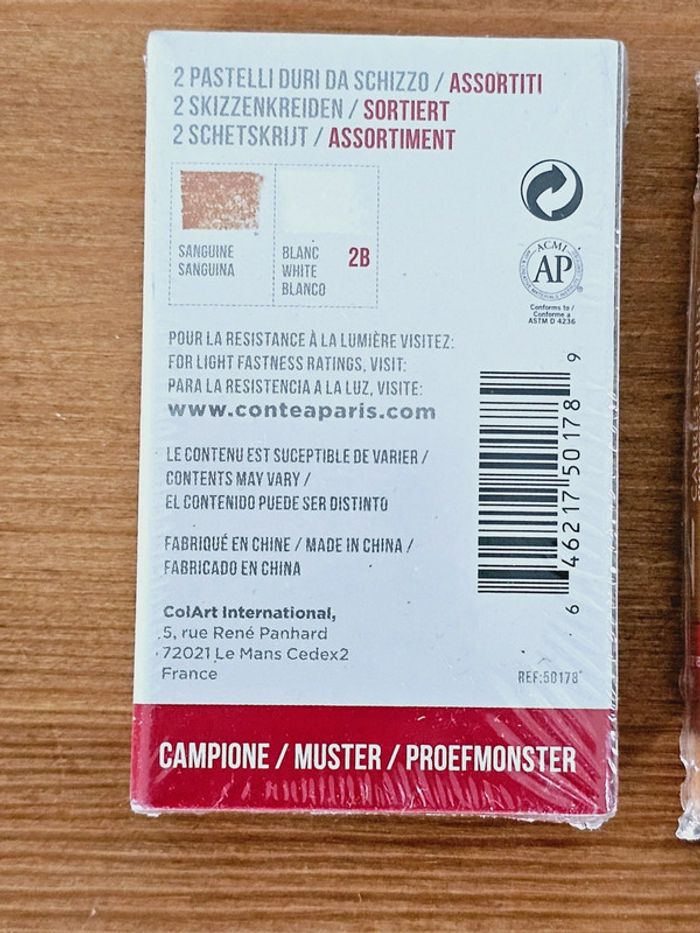 2 PASTELLI DURI DA SCHIZZO / ASSORTITI
2 SKIZZENKREIDEN / SORTIERT
2 SCHETSKRIJT / ASSORTIMENT
SANGUINE
SANGUINA
BLANC
WHITE
BLANCO
2B
ACMI
AP
Conforms to /
Conforme a
ASTM D 4236
POUR LA RESISTANCE À LA LUMIÈRE VISITEZ:
FOR LIGHT FASTNESS RATINGS, VISIT:
PARA LA RESISTENCIA A LA LUZ, VISITE:
www.conteaparis.com
LE CONTENU EST SUCEPTIBLE DE VARIER /
CONTENTS MAY VARY /
EL CONTENIDO PUEDE SER DISTINTO
FABRIQUÉ EN CHINE / MADE IN CHINA /
FABRICADO EN CHINA
ColArt International,
5, rue René Panhard
72021 Le Mans Cedex2
France
6 46217 50178 9
REF:50178
CAMPIONE / MUSTER / PROEFMONSTER